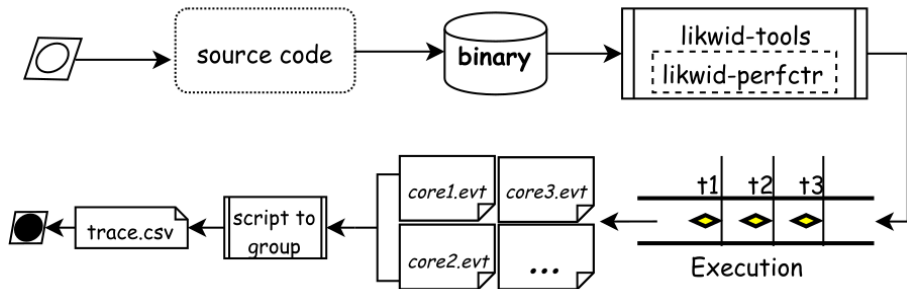 source code
binary
likwid-tools
likwid-perfctr
t1 t2 t3
Execution
core1.evt
core3.evt
core2.evt
...
script to
group
trace.csv